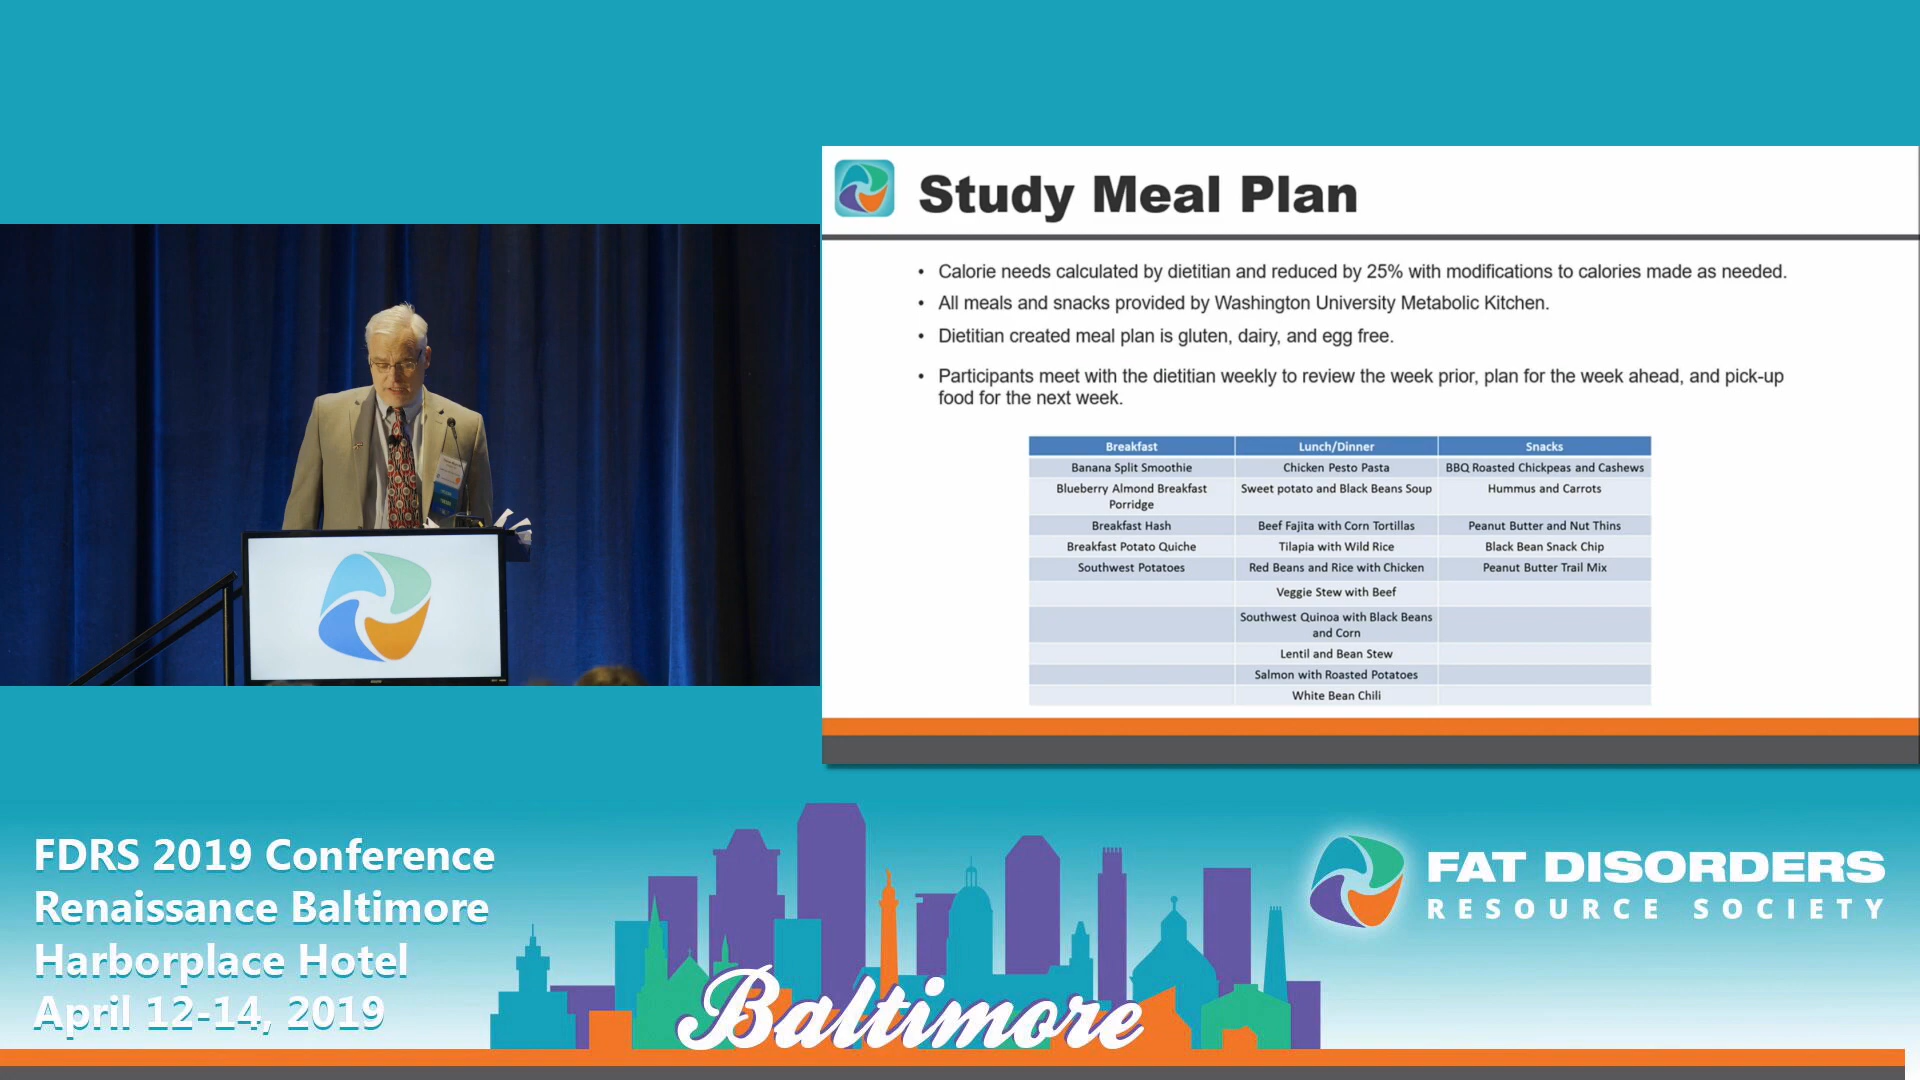 Study Meal Plan
• Calorie needs calculated by dietitian and reduced by 25% with modifications to calories made as needed.
• All meals and snacks provided by Washington University Metabolic Kitchen.
• Dietitian created meal plan is gluten, dairy, and egg free.
• Participants meet with the dietitian weekly to review the week prior, plan for the week ahead, and pick-up
food for the next week.
Breakfast Lunch/Dinner Snacks
Banana Split Smoothie Chicken Pesto Pasta BBQ Roasted Chickpeas and Cashews
Blueberry Almond Breakfast
Porridge
Sweet potato and Black Beans Soup Hummus and Carrots
Breakfast Hash Beef Fajita with Corn Tortillas Peanut Butter and Nut Thins
Breakfast Potato Quiche Tilapia with Wild Rice Black Bean Snack Chip
Southwest Potatoes Red Beans and Rice with Chicken Peanut Butter Trail Mix
Veggie Stew with Beef
Southwest Quinoa with Black Beans
and Corn
Lentil and Bean Stew
Salmon with Roasted Potatoes
White Bean Chili
FDRS 2019 Conference
Renaissance Baltimore
Harborplace Hotel
April 12-14, 2019
Baltimore
FAT DISORDERS
RESOURCE SOCIETY